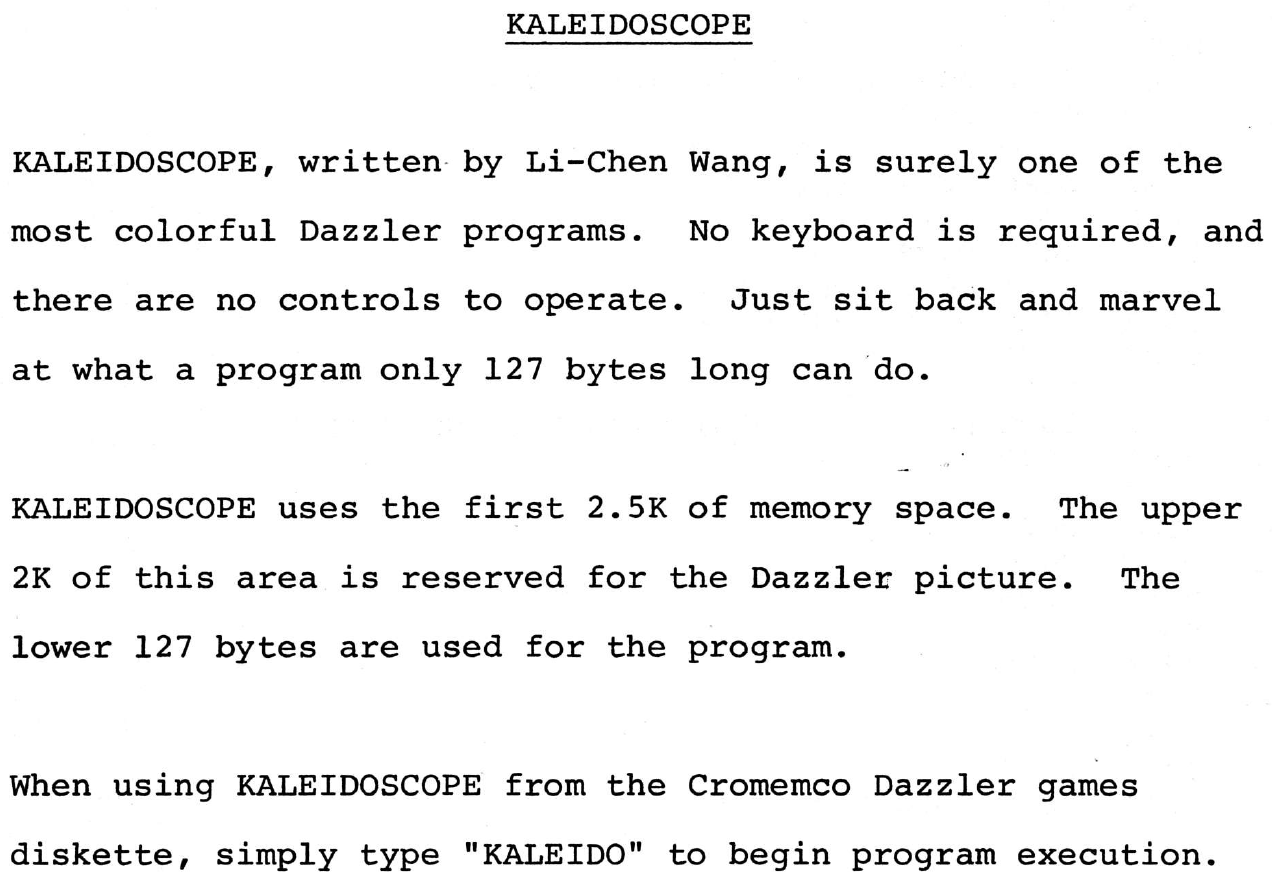 KALEIDOSCOPE
KALEIDOSCOPE, written by Li-Chen Wang, is surely one of the
most colorful Dazzler programs.  No keyboard is required, and
there are no controls to operate.  Just sit back and marvel
at what a program only 127 bytes long can do.
KALEIDOSCOPE uses the first 2.5K of memory space.  The upper
2K of this area is reserved for the Dazzler picture.  The
lower 127 bytes are used for the program.
When using KALEIDOSCOPE from the Cromemco Dazzler games
diskette, simply type "KALEIDO" to begin program execution.